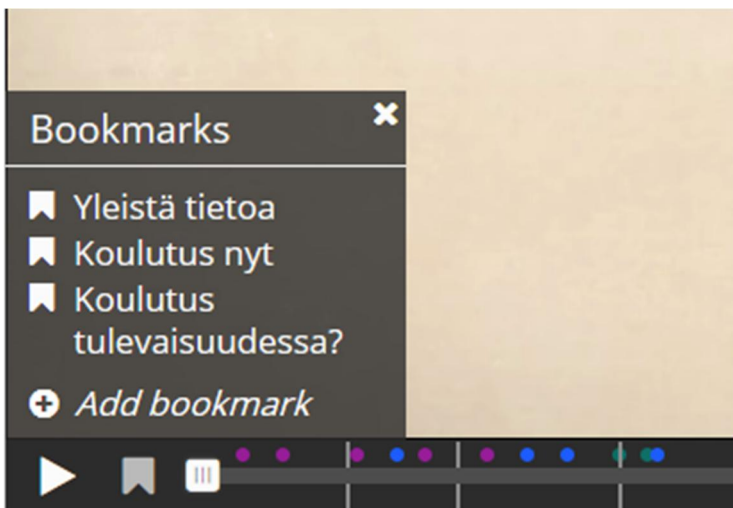 Bookmarks
Yleistä tietoa
Koulutus nyt
Koulutus
tulevaisuudessa?
Add bookmark